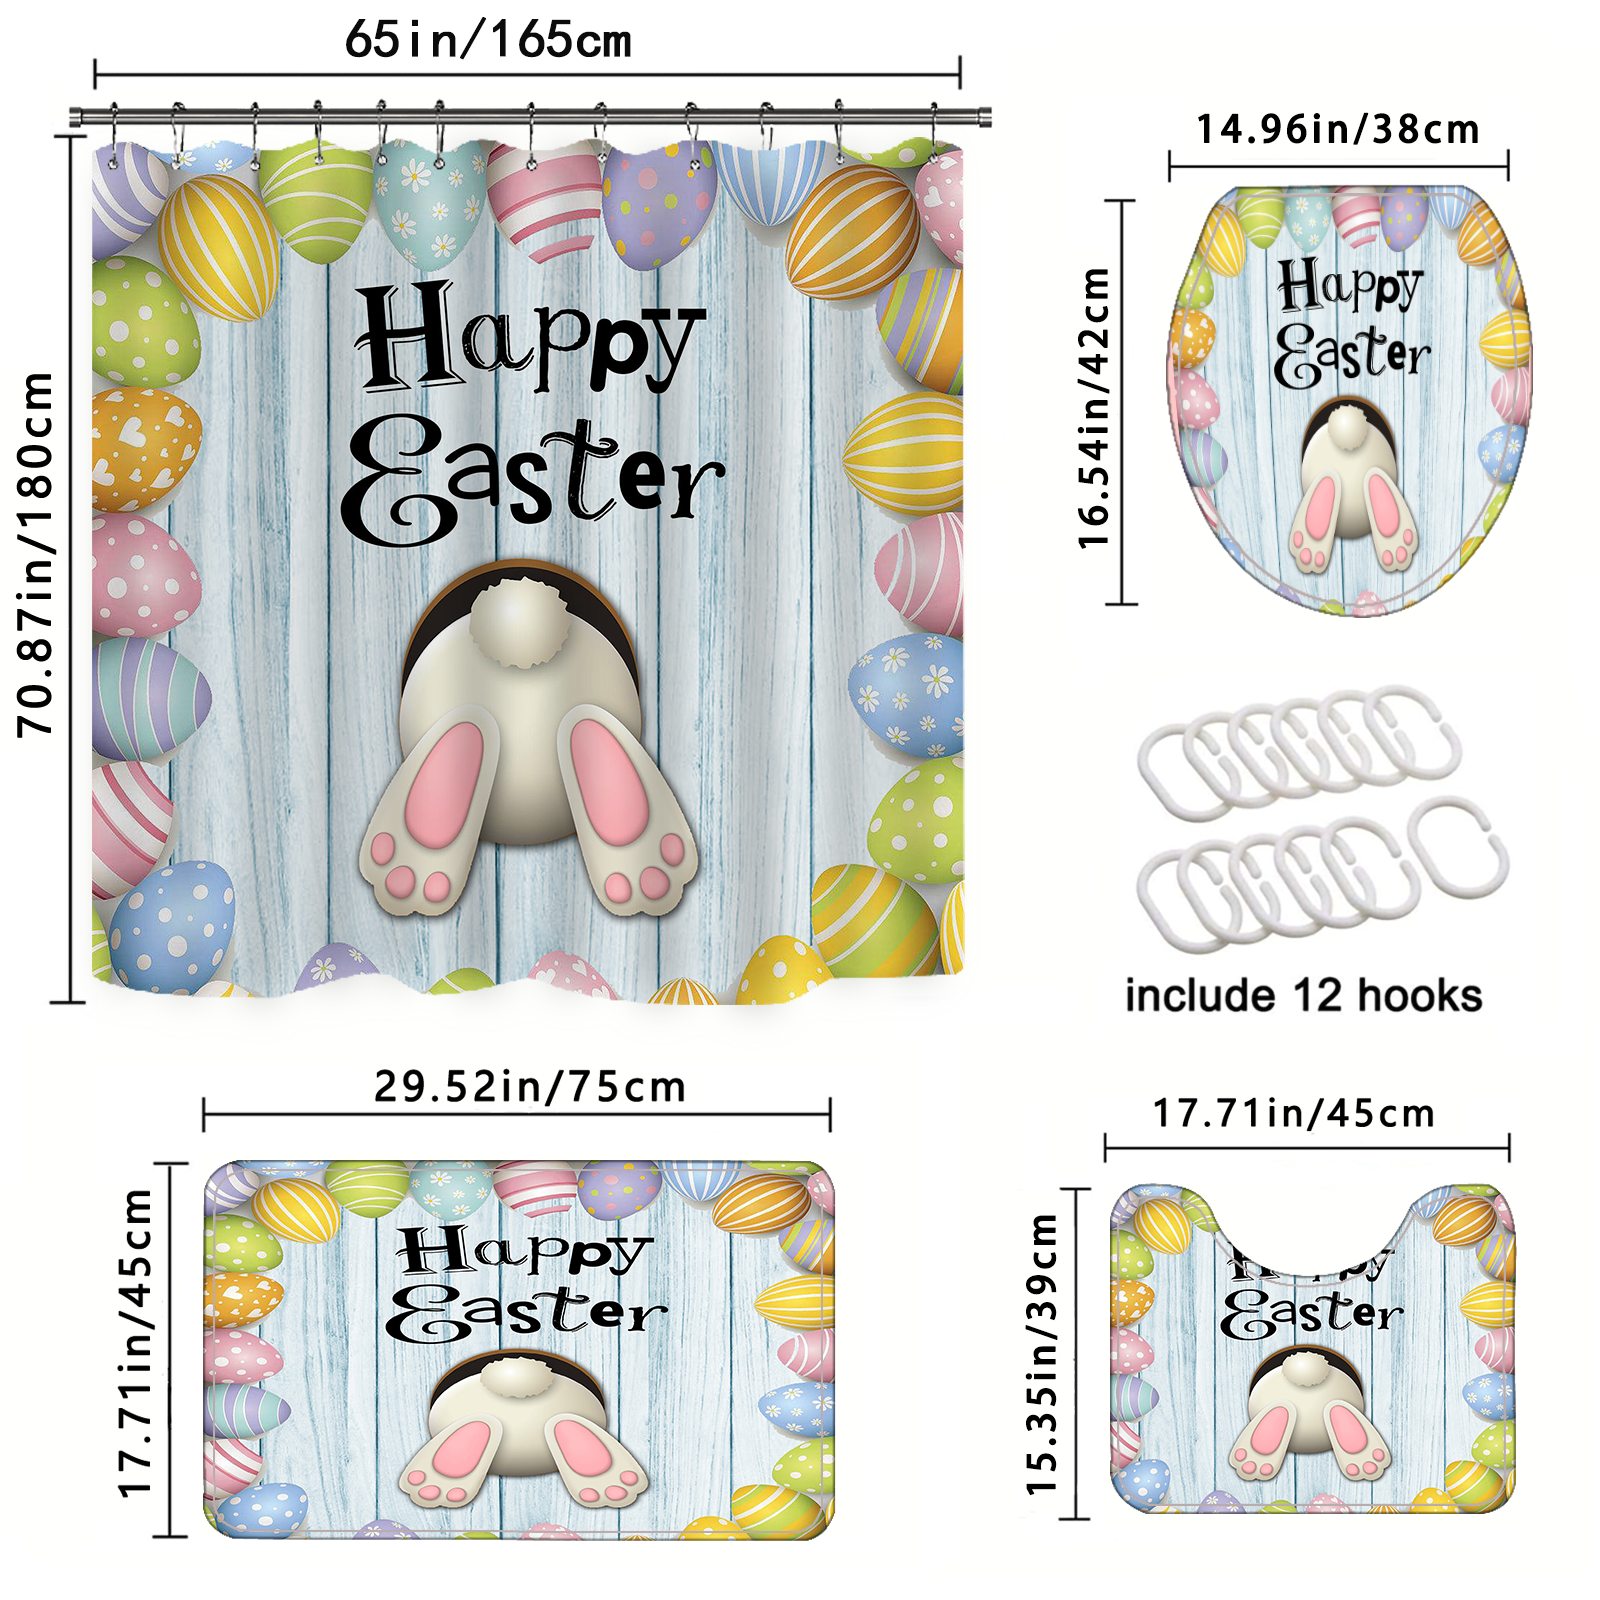 65in/165cm
70.87in/180cm
Happy
Easter
14.96in/38cm
16.54in/42cm
Happy
Easter
include 12 hooks
29.52in/75cm
17.71in/45cm
Happy
Easter
17.71in/45cm
15.35in/39cm
Happy
Easter